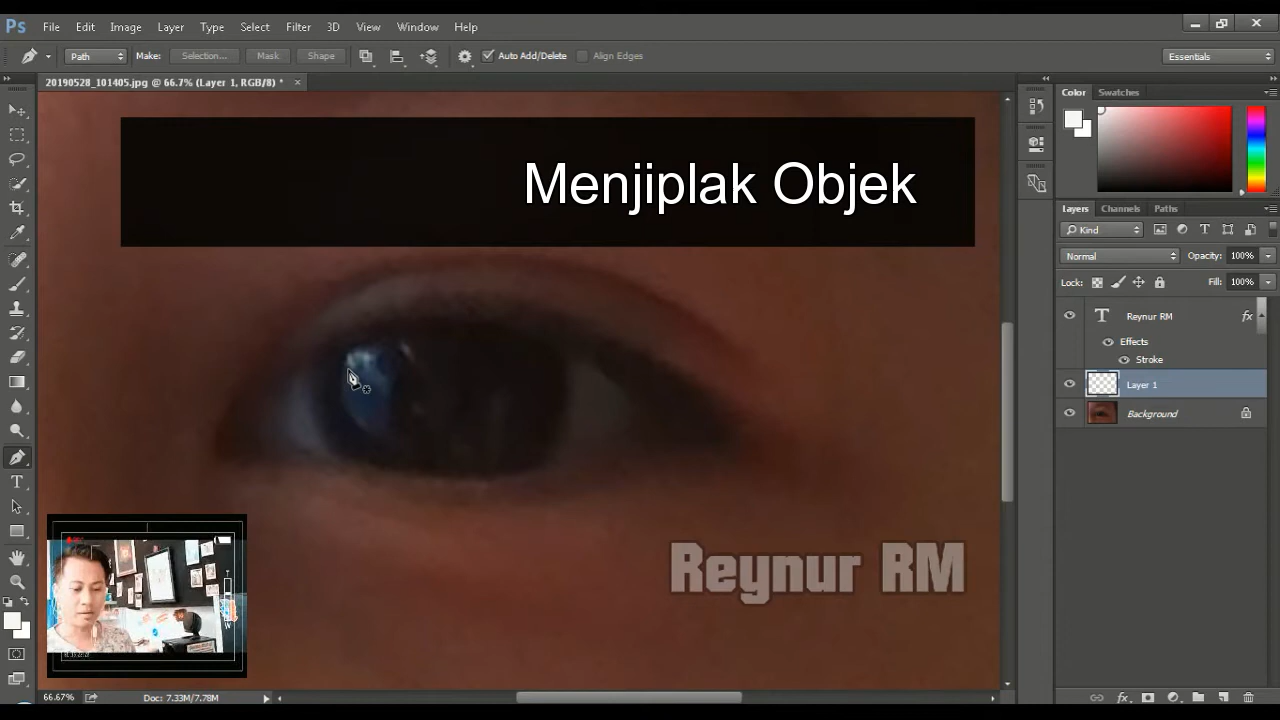 Ps File Edit Image Layer Type Select Filter 3D View Window Help
Path Make: Selection... Mask Shape Auto Add/Delete Align Edges Essentials
20190528_101405.jpg @ 66.7% (Layer 1, RGB/8) *
Color Swatches
Menjiplak Objek
Layers Channels Paths
Kind
Normal Opacity: 100%
Lock: Fill: 100%
T Reynur RM fx
Effects
Stroke
Layer 1
Background
Reynur RM
66.67% Doc: 7.33M/7.78M